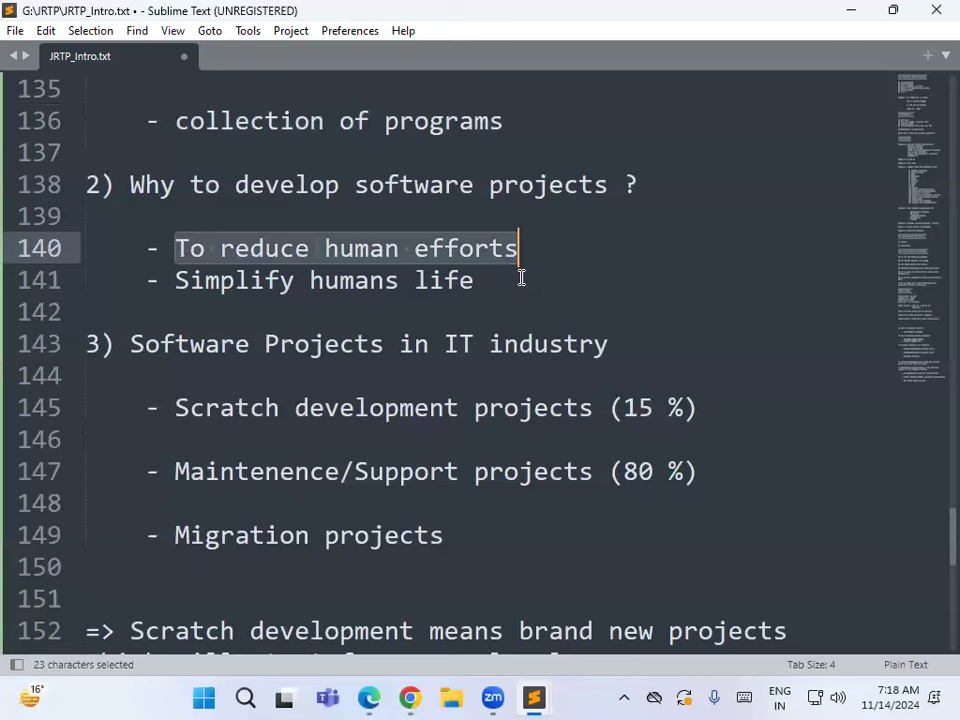 G:\JRTP\JRTP_Intro.txt • - Sublime Text (UNREGISTERED)
File Edit Selection Find View Goto Tools Project Preferences Help
JRTP_Intro.txt
135
136 - collection of programs
137
138 2) Why to develop software projects ?
139
140 - To reduce human efforts
141 - Simplify humans life
142
143 3) Software Projects in IT industry
144
145 - Scratch development projects (15 %)
146
147 - Maintenence/Support projects (80 %)
148
149 - Migration projects
150
151
152 => Scratch development means brand new projects
23 characters selected Tab Size: 4 Plain Text
16° zm ENG IN 7:18 AM 11/14/2024